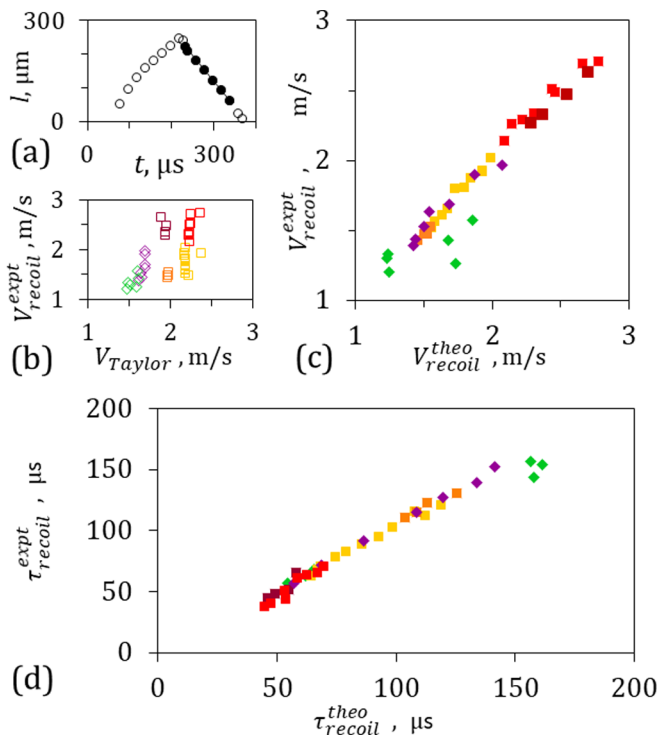 (a)
l, μm
300
0
0
300
t, μs
(b)
V_recoil^expt, m/s
3
2
1
1
2
3
V_Taylor , m/s
(c)
V_recoil^expt , m/s
3
2
1
1
2
3
V_recoil^theo , m/s
(d)
τ_recoil^expt , μs
200
150
100
50
0
0
50
100
150
200
τ_recoil^theo , μs